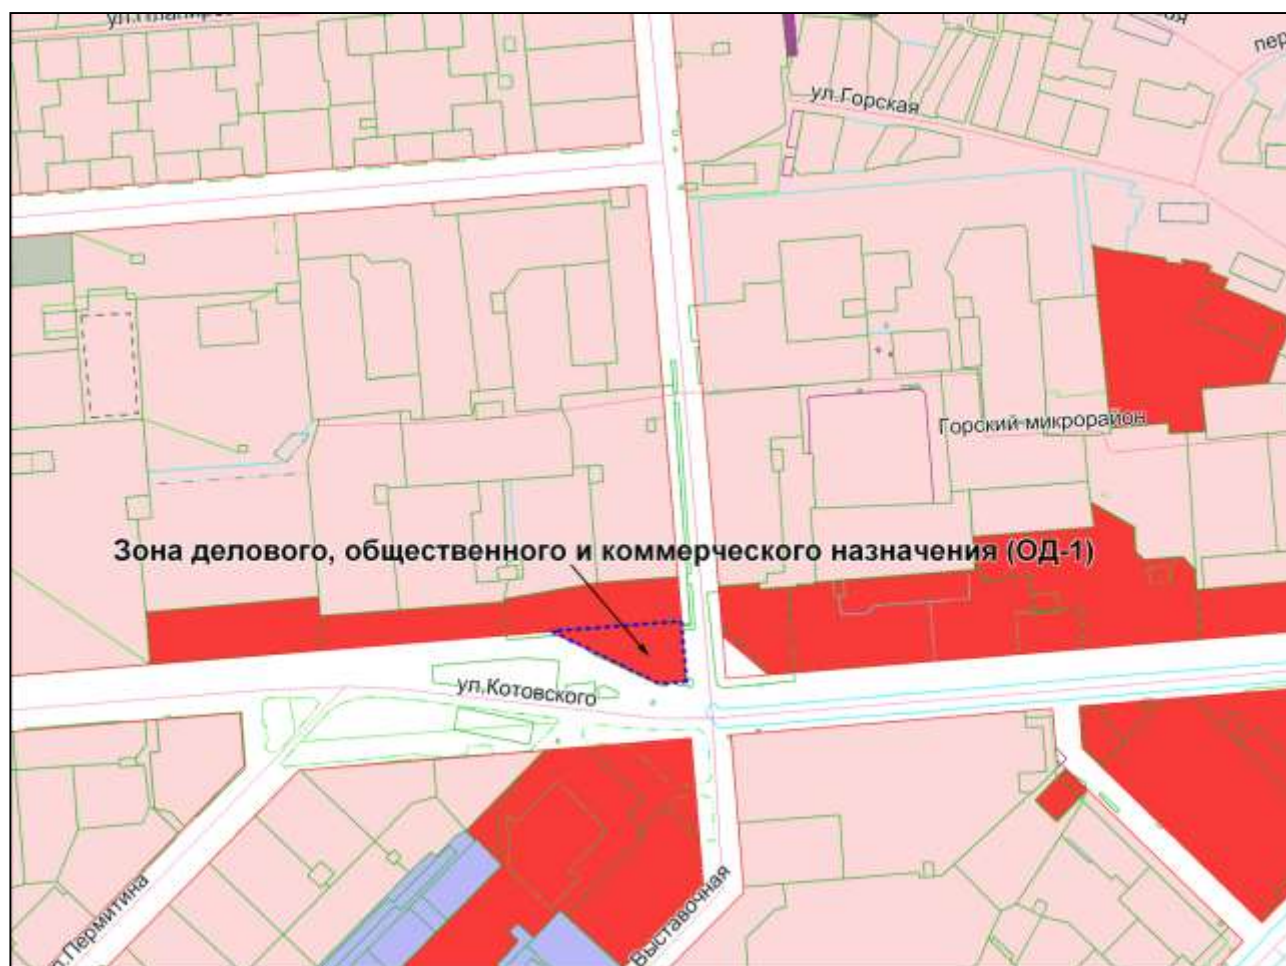 ул.Горская
Горский микрорайон
Зона делового, общественного и коммерческого назначения (ОД-1)
ул.Котовского
ул.Пермитина
Выставочная